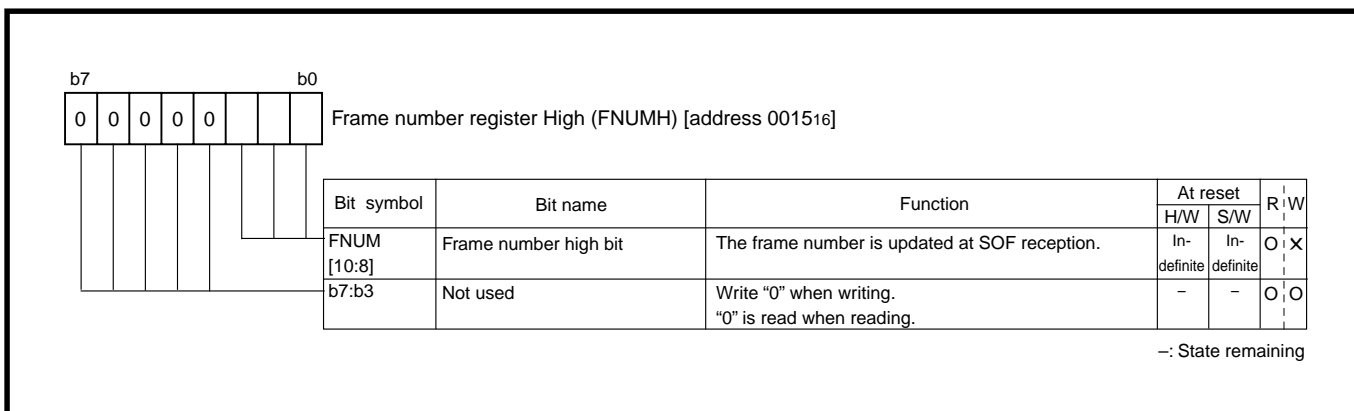 b7 b0
0 0 0 0 0
Frame number register High (FNUMH) [address 001516]
Bit symbol Bit name Function At reset R W
H/W S/W
FNUM Frame number high bit The frame number is updated at SOF reception. In- In- O ×
[10:8] definite definite
b7:b3 Not used Write “0” when writing. – – O O
“0” is read when reading.
–: State remaining